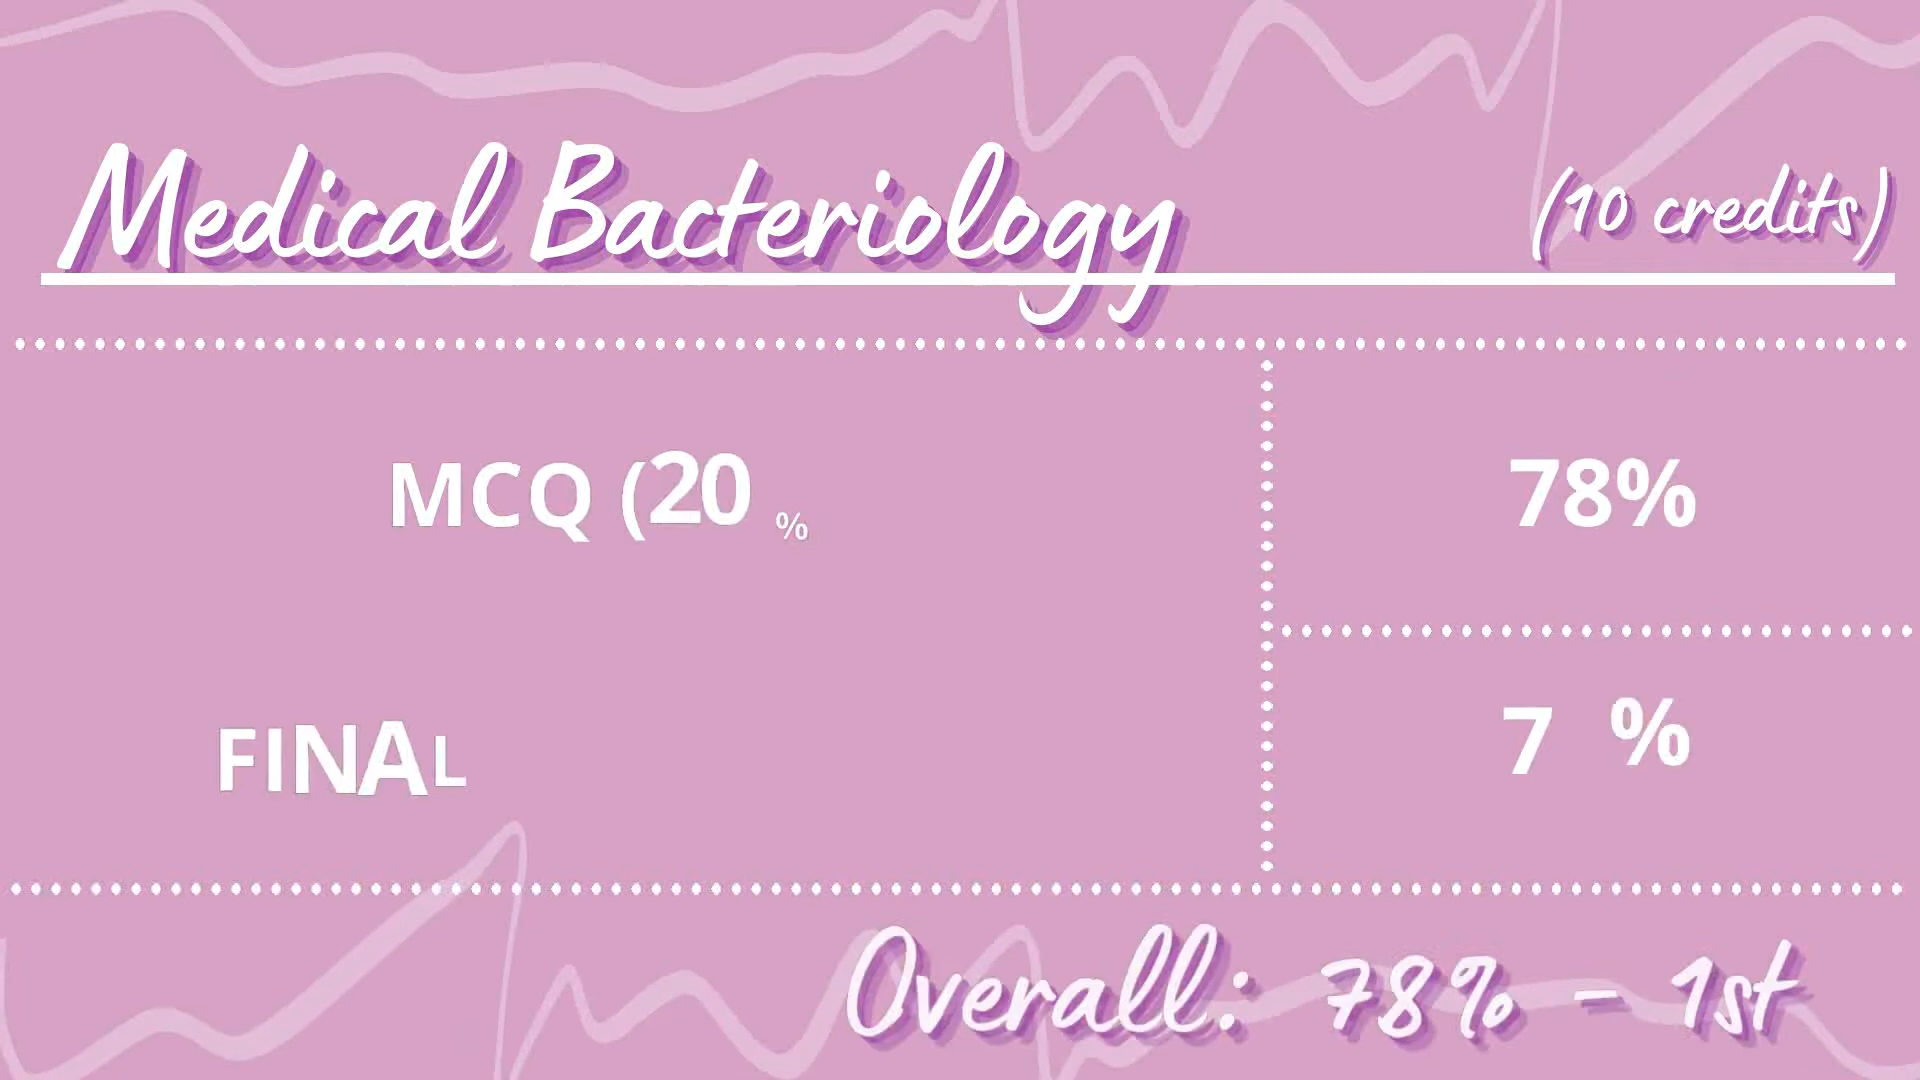 Medical Bacteriology (10 credits)
MCQ (20 % 78%
FINAL 7 %
Overall: 78% - 1st